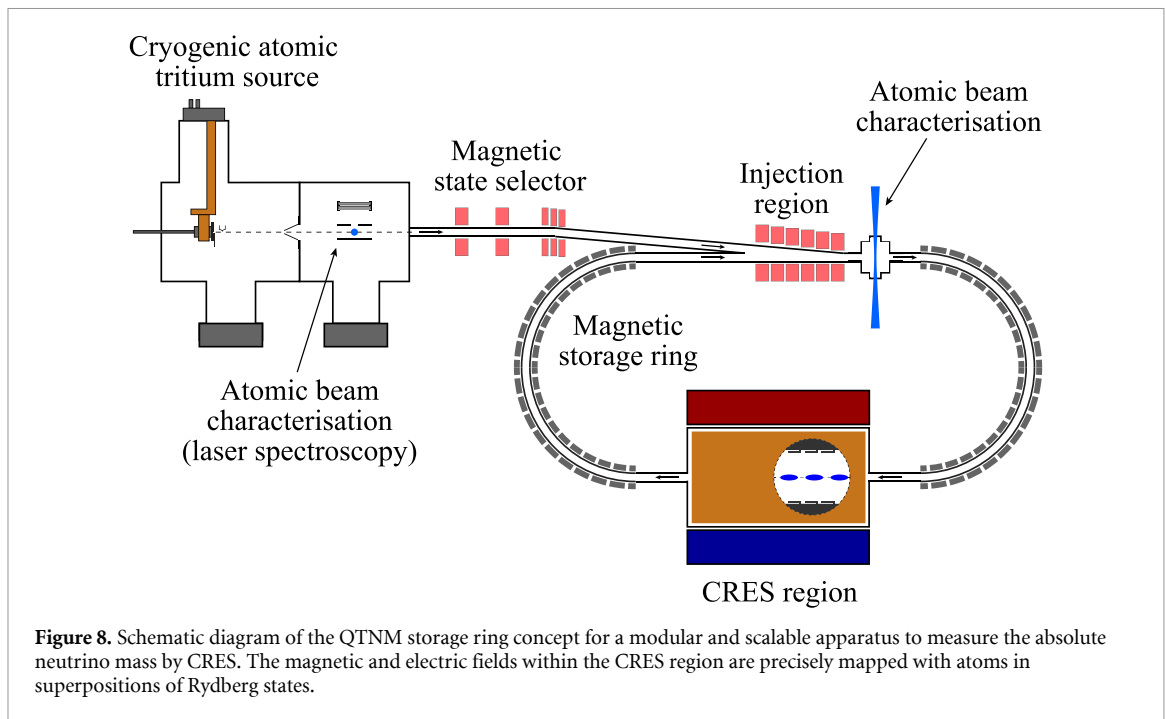 Cryogenic atomic
tritium source
Magnetic
state selector
Injection
region
Atomic beam
characterisation
Magnetic
storage ring
Atomic beam
characterisation
(laser spectroscopy)
CRES region
Figure 8. Schematic diagram of the QTNM storage ring concept for a modular and scalable apparatus to measure the absolute
neutrino mass by CRES. The magnetic and electric fields within the CRES region are precisely mapped with atoms in
superpositions of Rydberg states.